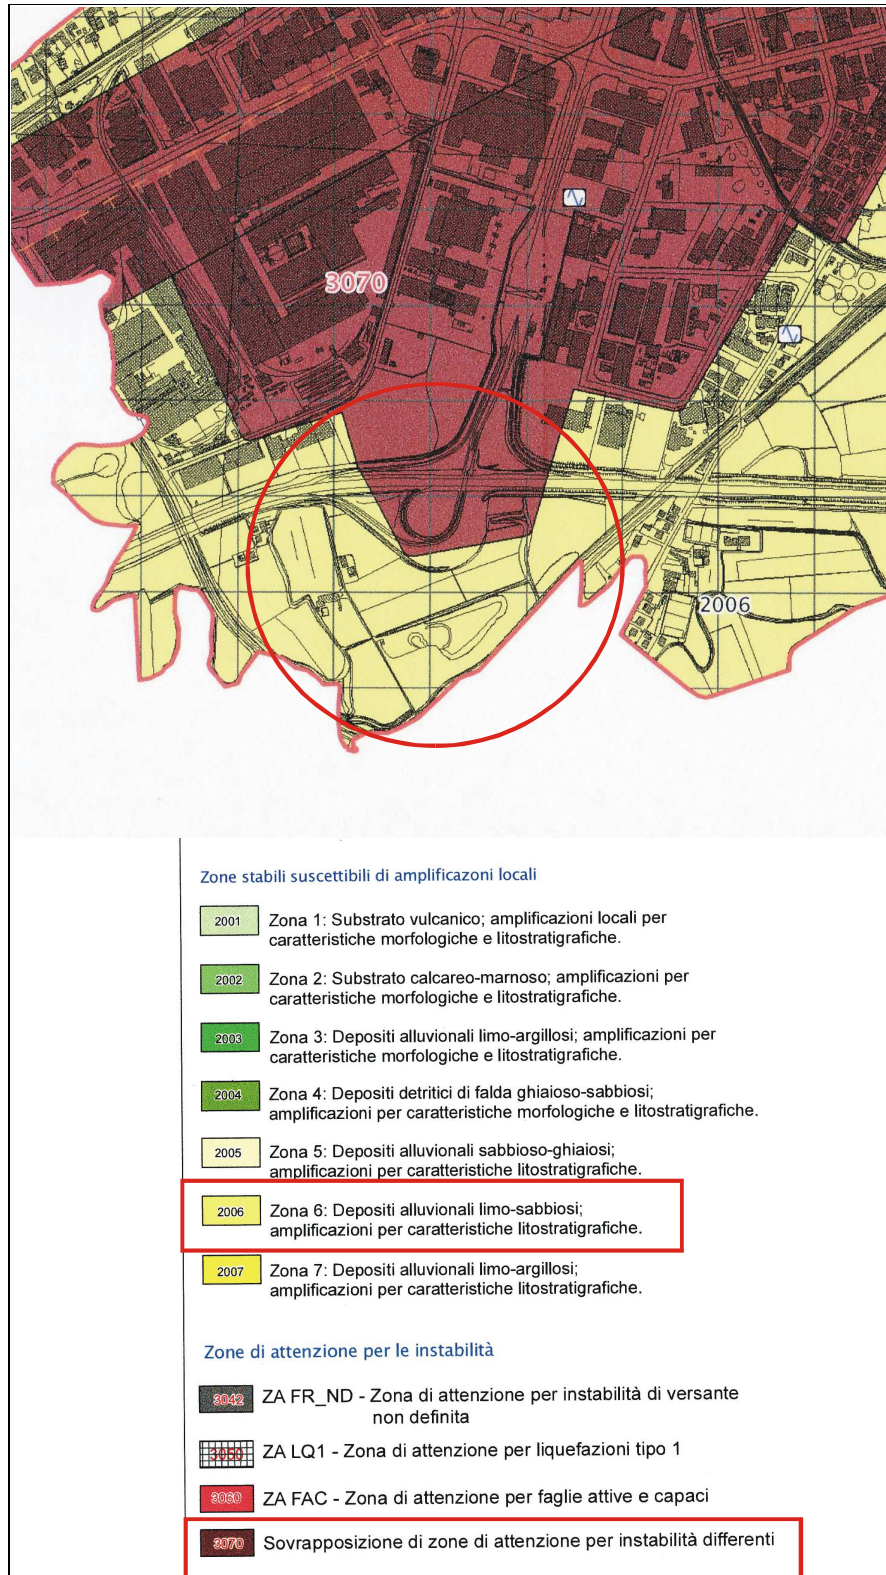 3070
2006
Zone stabili suscettibili di amplificazoni locali
2001
Zona 1: Substrato vulcanico; amplificazioni locali per
caratteristiche morfologiche e litostratigrafiche.
2002
Zona 2: Substrato calcareo-marnoso; amplificazioni per
caratteristiche morfologiche e litostratigrafiche.
2003
Zona 3: Depositi alluvionali limo-argillosi; amplificazioni per
caratteristiche morfologiche e litostratigrafiche.
2004
Zona 4: Depositi detritici di falda ghiaioso-sabbiosi;
amplificazioni per caratteristiche morfologiche e litostratigrafiche.
2005
Zona 5: Depositi alluvionali sabbioso-ghiaiosi;
amplificazioni per caratteristiche litostratigrafiche.
2006
Zona 6: Depositi alluvionali limo-sabbiosi;
amplificazioni per caratteristiche litostratigrafiche.
2007
Zona 7: Depositi alluvionali limo-argillosi;
amplificazioni per caratteristiche litostratigrafiche.
Zone di attenzione per le instabilità
3042
ZA FR_ND - Zona di attenzione per instabilità di versante
non definita
3050
ZA LQ1 - Zona di attenzione per liquefazioni tipo 1
3060
ZA FAC - Zona di attenzione per faglie attive e capaci
3070
Sovrapposizione di zone di attenzione per instabilità differenti